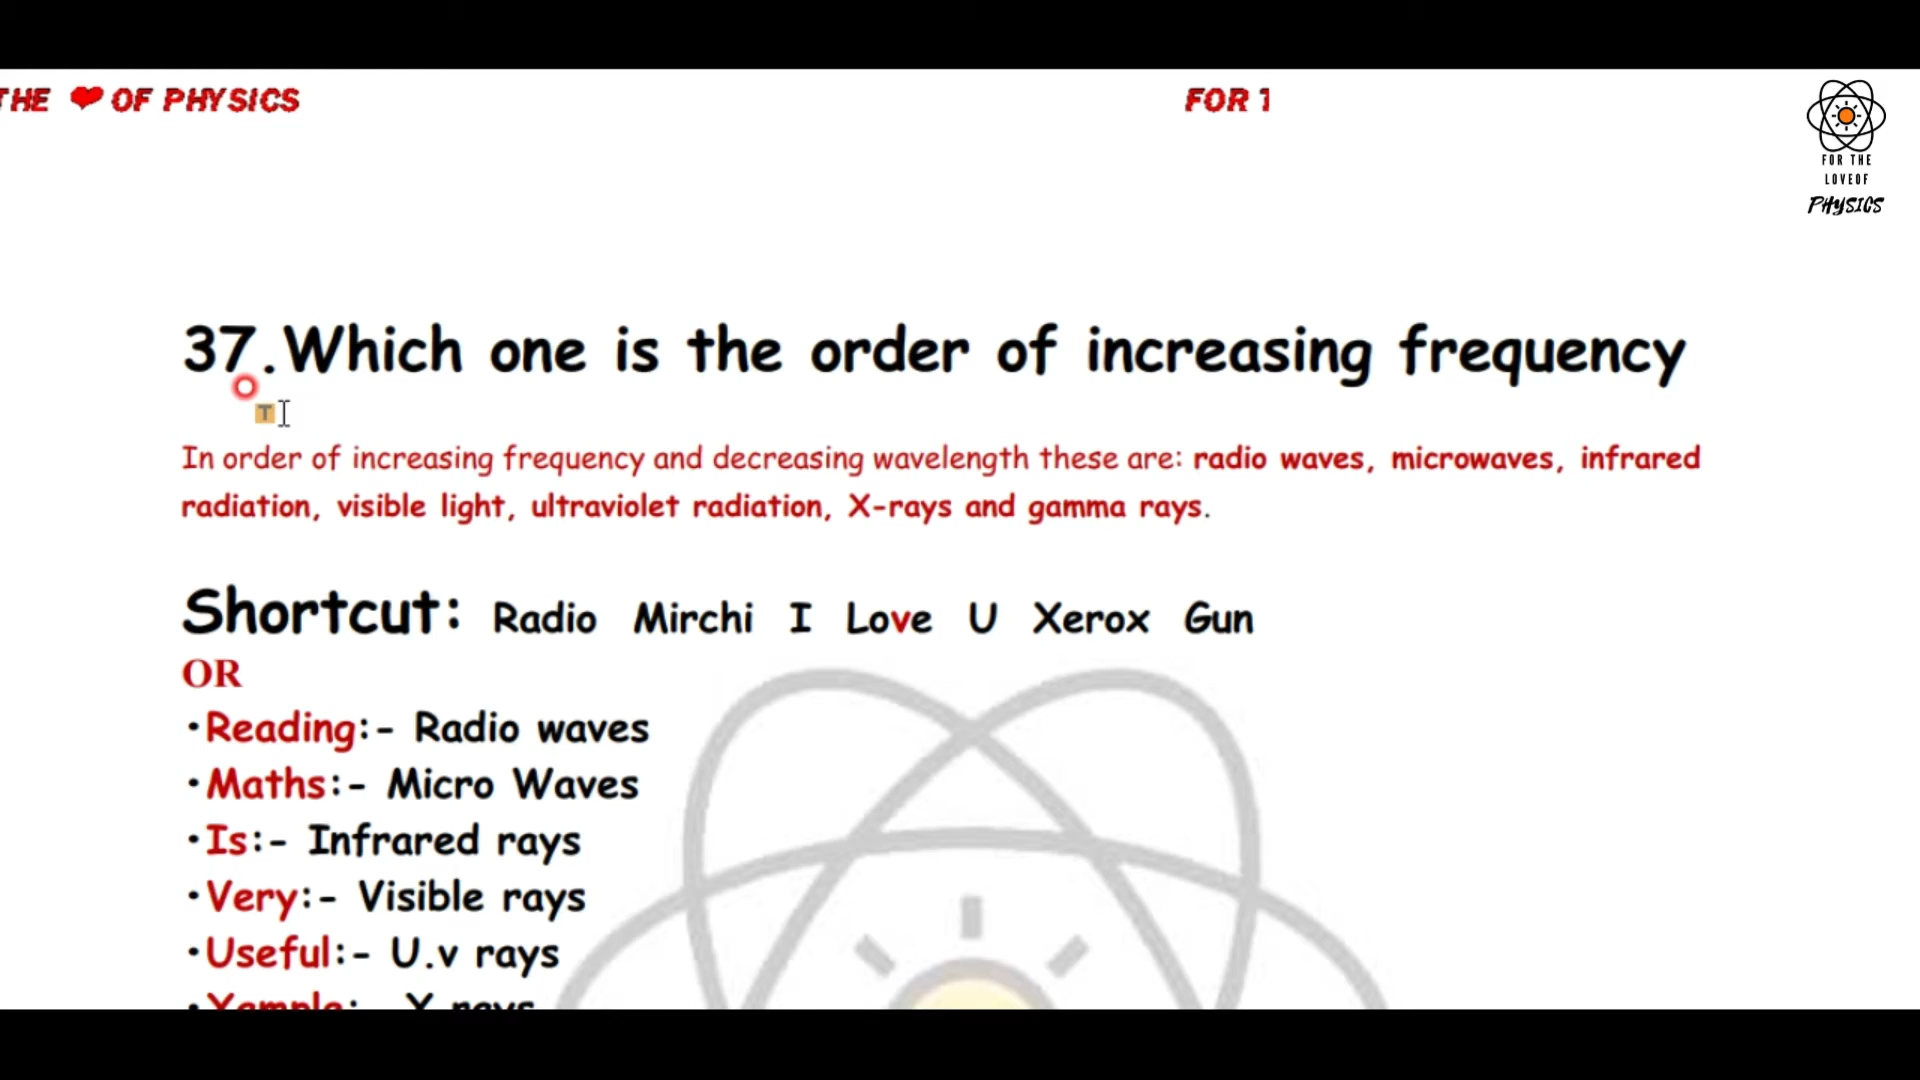 THE ❤ OF PHYSICS
FOR T
FOR THE
LOVEOF
PHYSICS
37.Which one is the order of increasing frequency
T
In order of increasing frequency and decreasing wavelength these are: radio waves, microwaves, infrared
radiation, visible light, ultraviolet radiation, X-rays and gamma rays.
Shortcut: Radio Mirchi I Love U Xerox Gun
OR
•Reading:- Radio waves
•Maths:- Micro Waves
•Is:- Infrared rays
•Very:- Visible rays
•Useful:- U.v rays
•Xample:- X rays